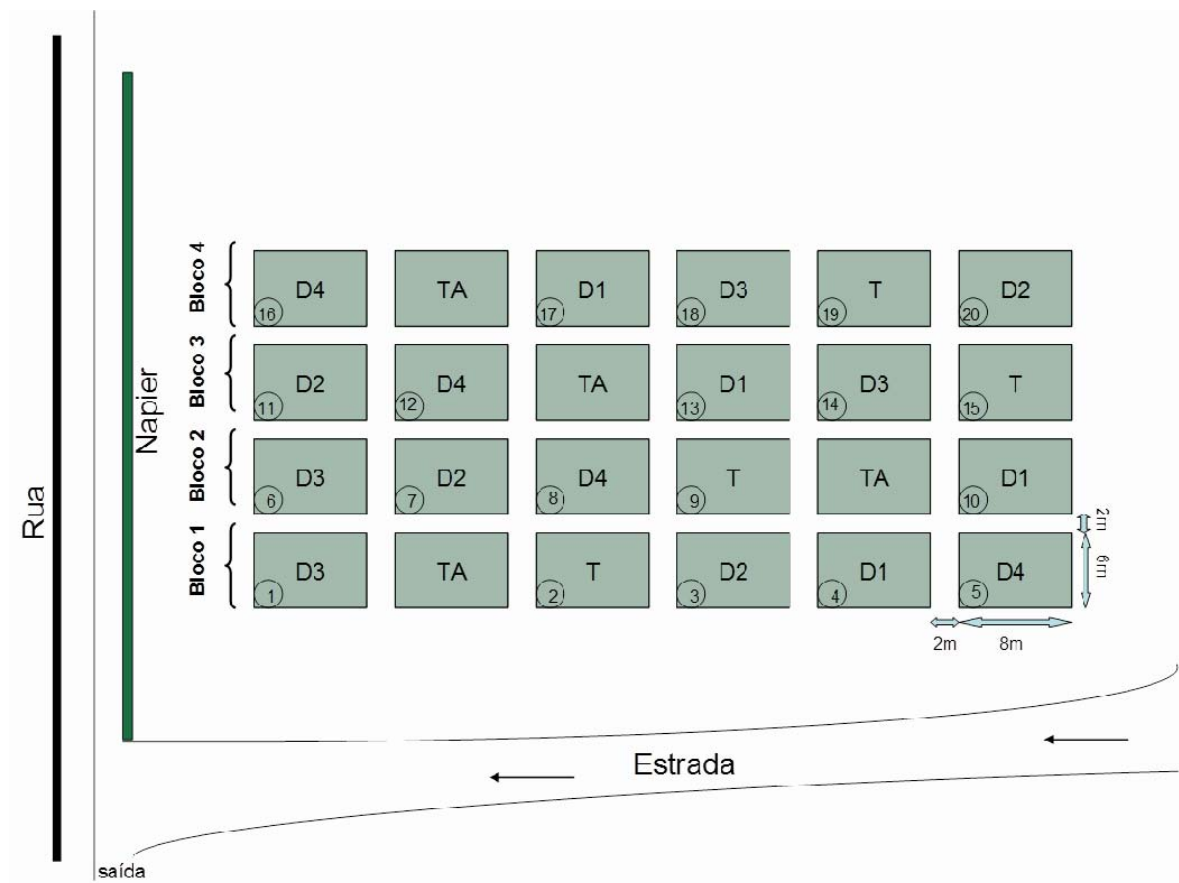 Rua
Napier
Bloco 4
D4 TA D1 D3 T D2
16 17 18 19 20
Bloco 3
D2 D4 TA D1 D3 T
11 12 13 14 15
Bloco 2
D3 D2 D4 T TA D1
6 7 8 9 10
2m
Bloco 1
D3 TA T D2 D1 D4
1 2 3 4 5
6m
2m 8m
Estrada
saída